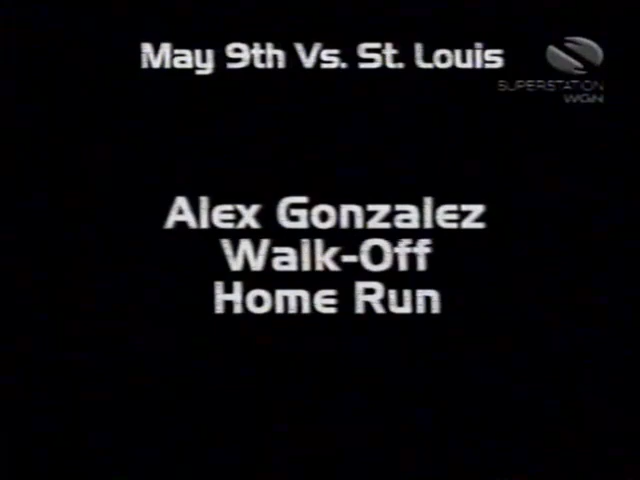 May 9th Vs. St. Louis
SUPERSTATION
WGN
Alex Gonzalez
Walk-Off
Home Run